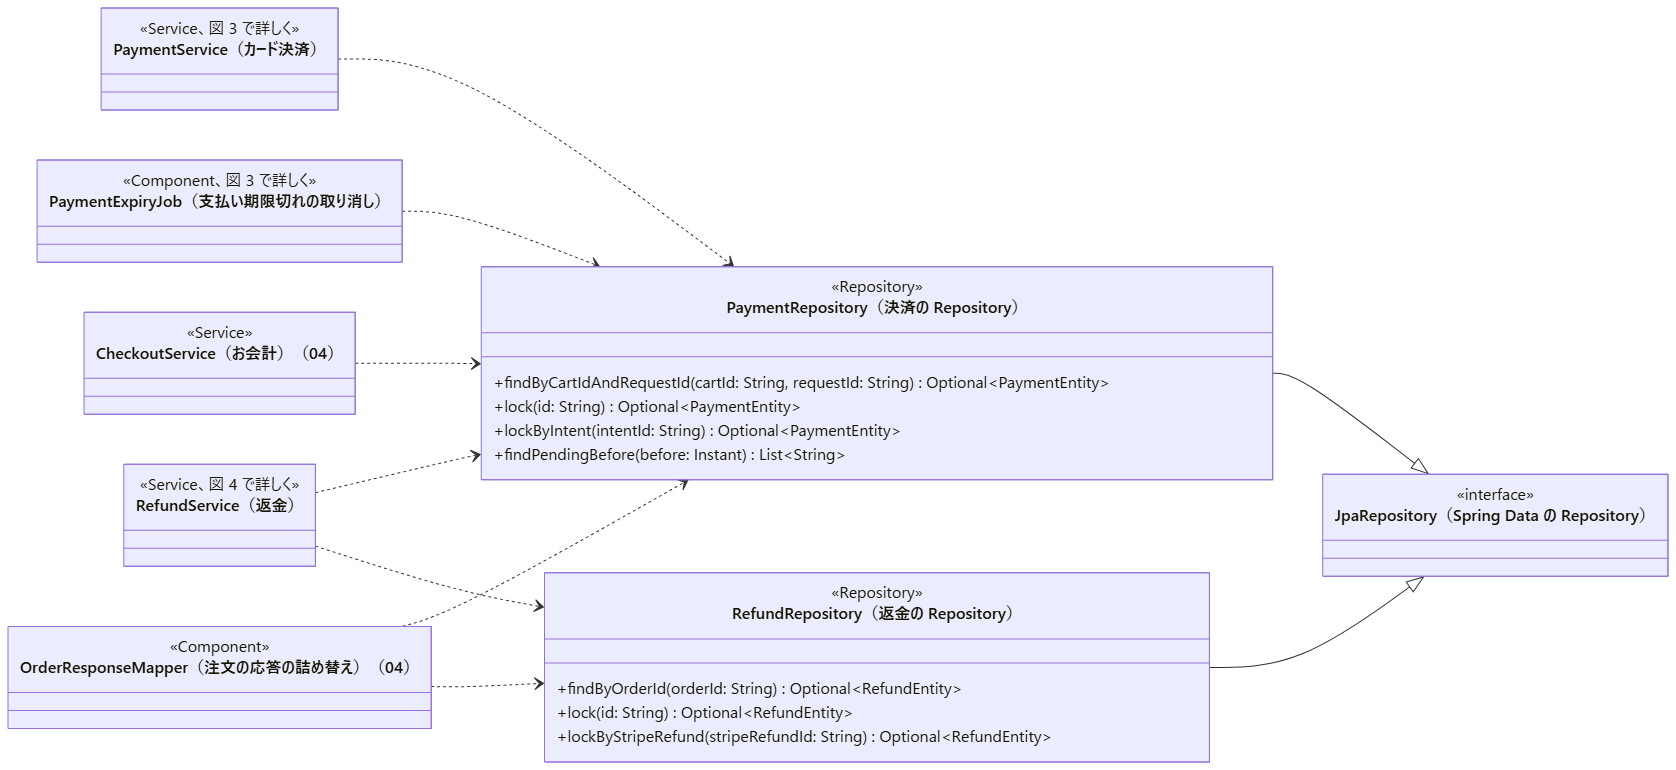 «Service、図 3 で詳しく»
PaymentService（カード決済）
«Component、図 3 で詳しく»
PaymentExpiryJob（支払い期限切れの取り消し）
«Service»
CheckoutService（お会計）（04）
«Service、図 4 で詳しく»
RefundService（返金）
«Component»
OrderResponseMapper（注文の応答の詰め替え）（04）
«Repository»
PaymentRepository（決済の Repository）
+findByCartIdAndRequestId(cartId: String, requestId: String) : Optional<PaymentEntity>
+lock(id: String) : Optional<PaymentEntity>
+lockByIntent(intentId: String) : Optional<PaymentEntity>
+findPendingBefore(before: Instant) : List<String>
«Repository»
RefundRepository（返金の Repository）
+findByOrderId(orderId: String) : Optional<RefundEntity>
+lock(id: String) : Optional<RefundEntity>
+lockByStripeRefund(stripeRefundId: String) : Optional<RefundEntity>
«interface»
JpaRepository（Spring Data の Repository）